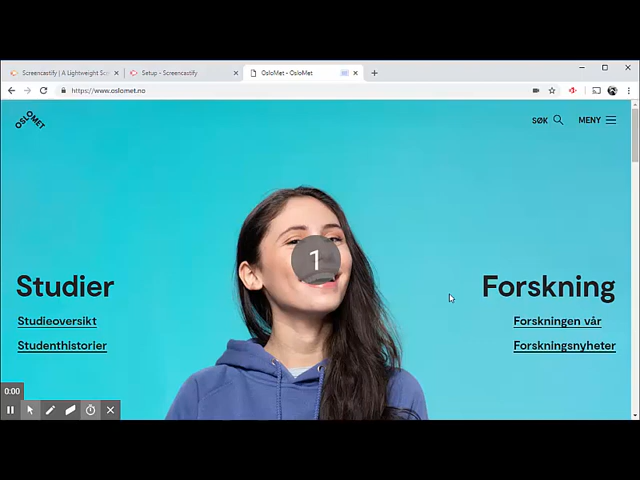 Screencastify | A Lightweight Scr
Setup - Screencastify
OsloMet - OsloMet
https://www.oslomet.no
OSLOMET
SØK
MENY
1
Studier
Forskning
Studieoversikt
Forskningen vår
Studenthistorier
Forskningsnyheter
0:00